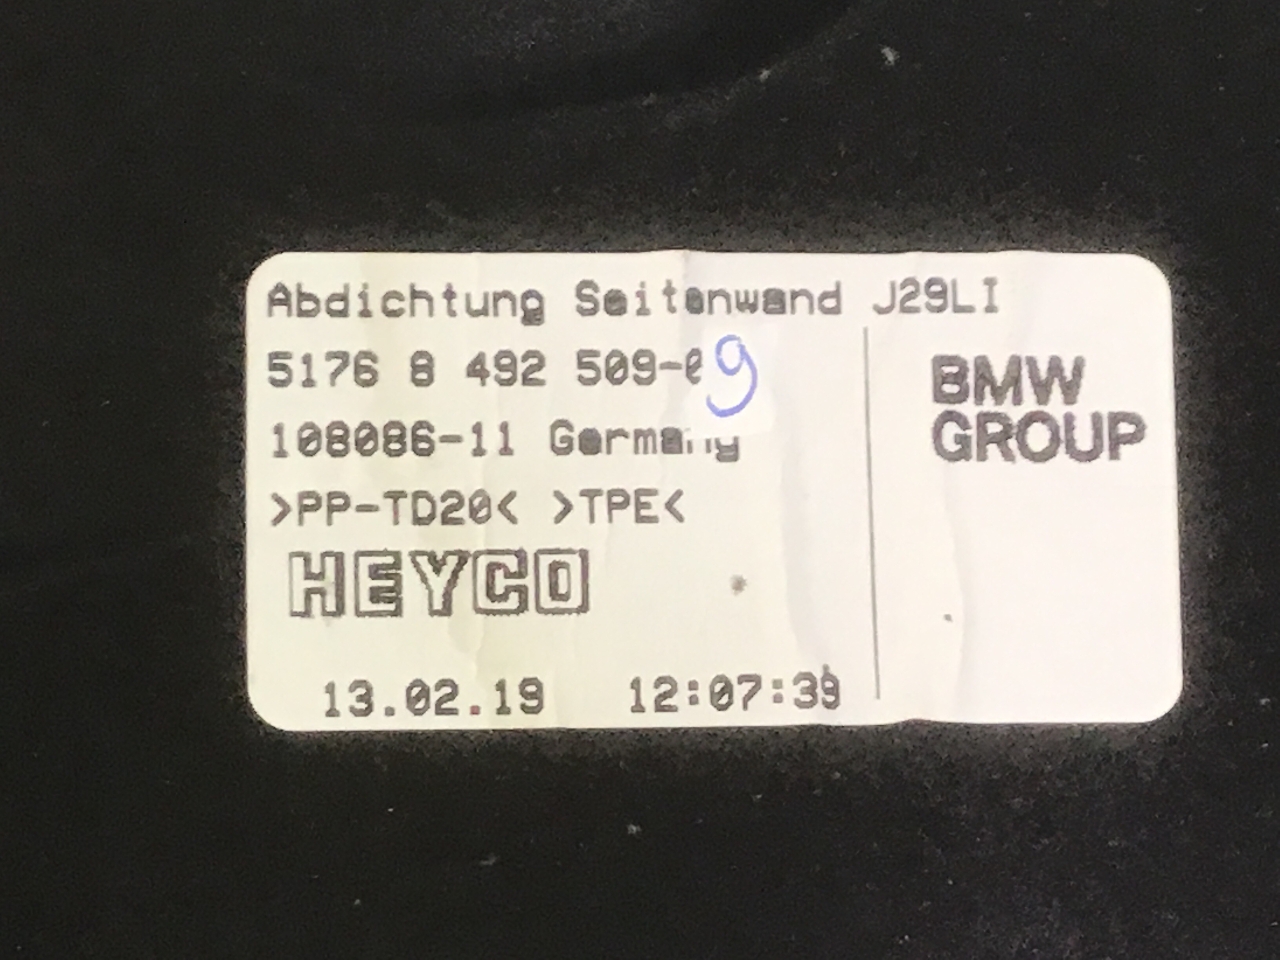 Abdichtung Seitenwand J29LI
5176 8 492 509-09
108086-11 Germany
>PP-TD20< >TPE<
HEYCO
13.02.19 12:07:39
BMW
GROUP